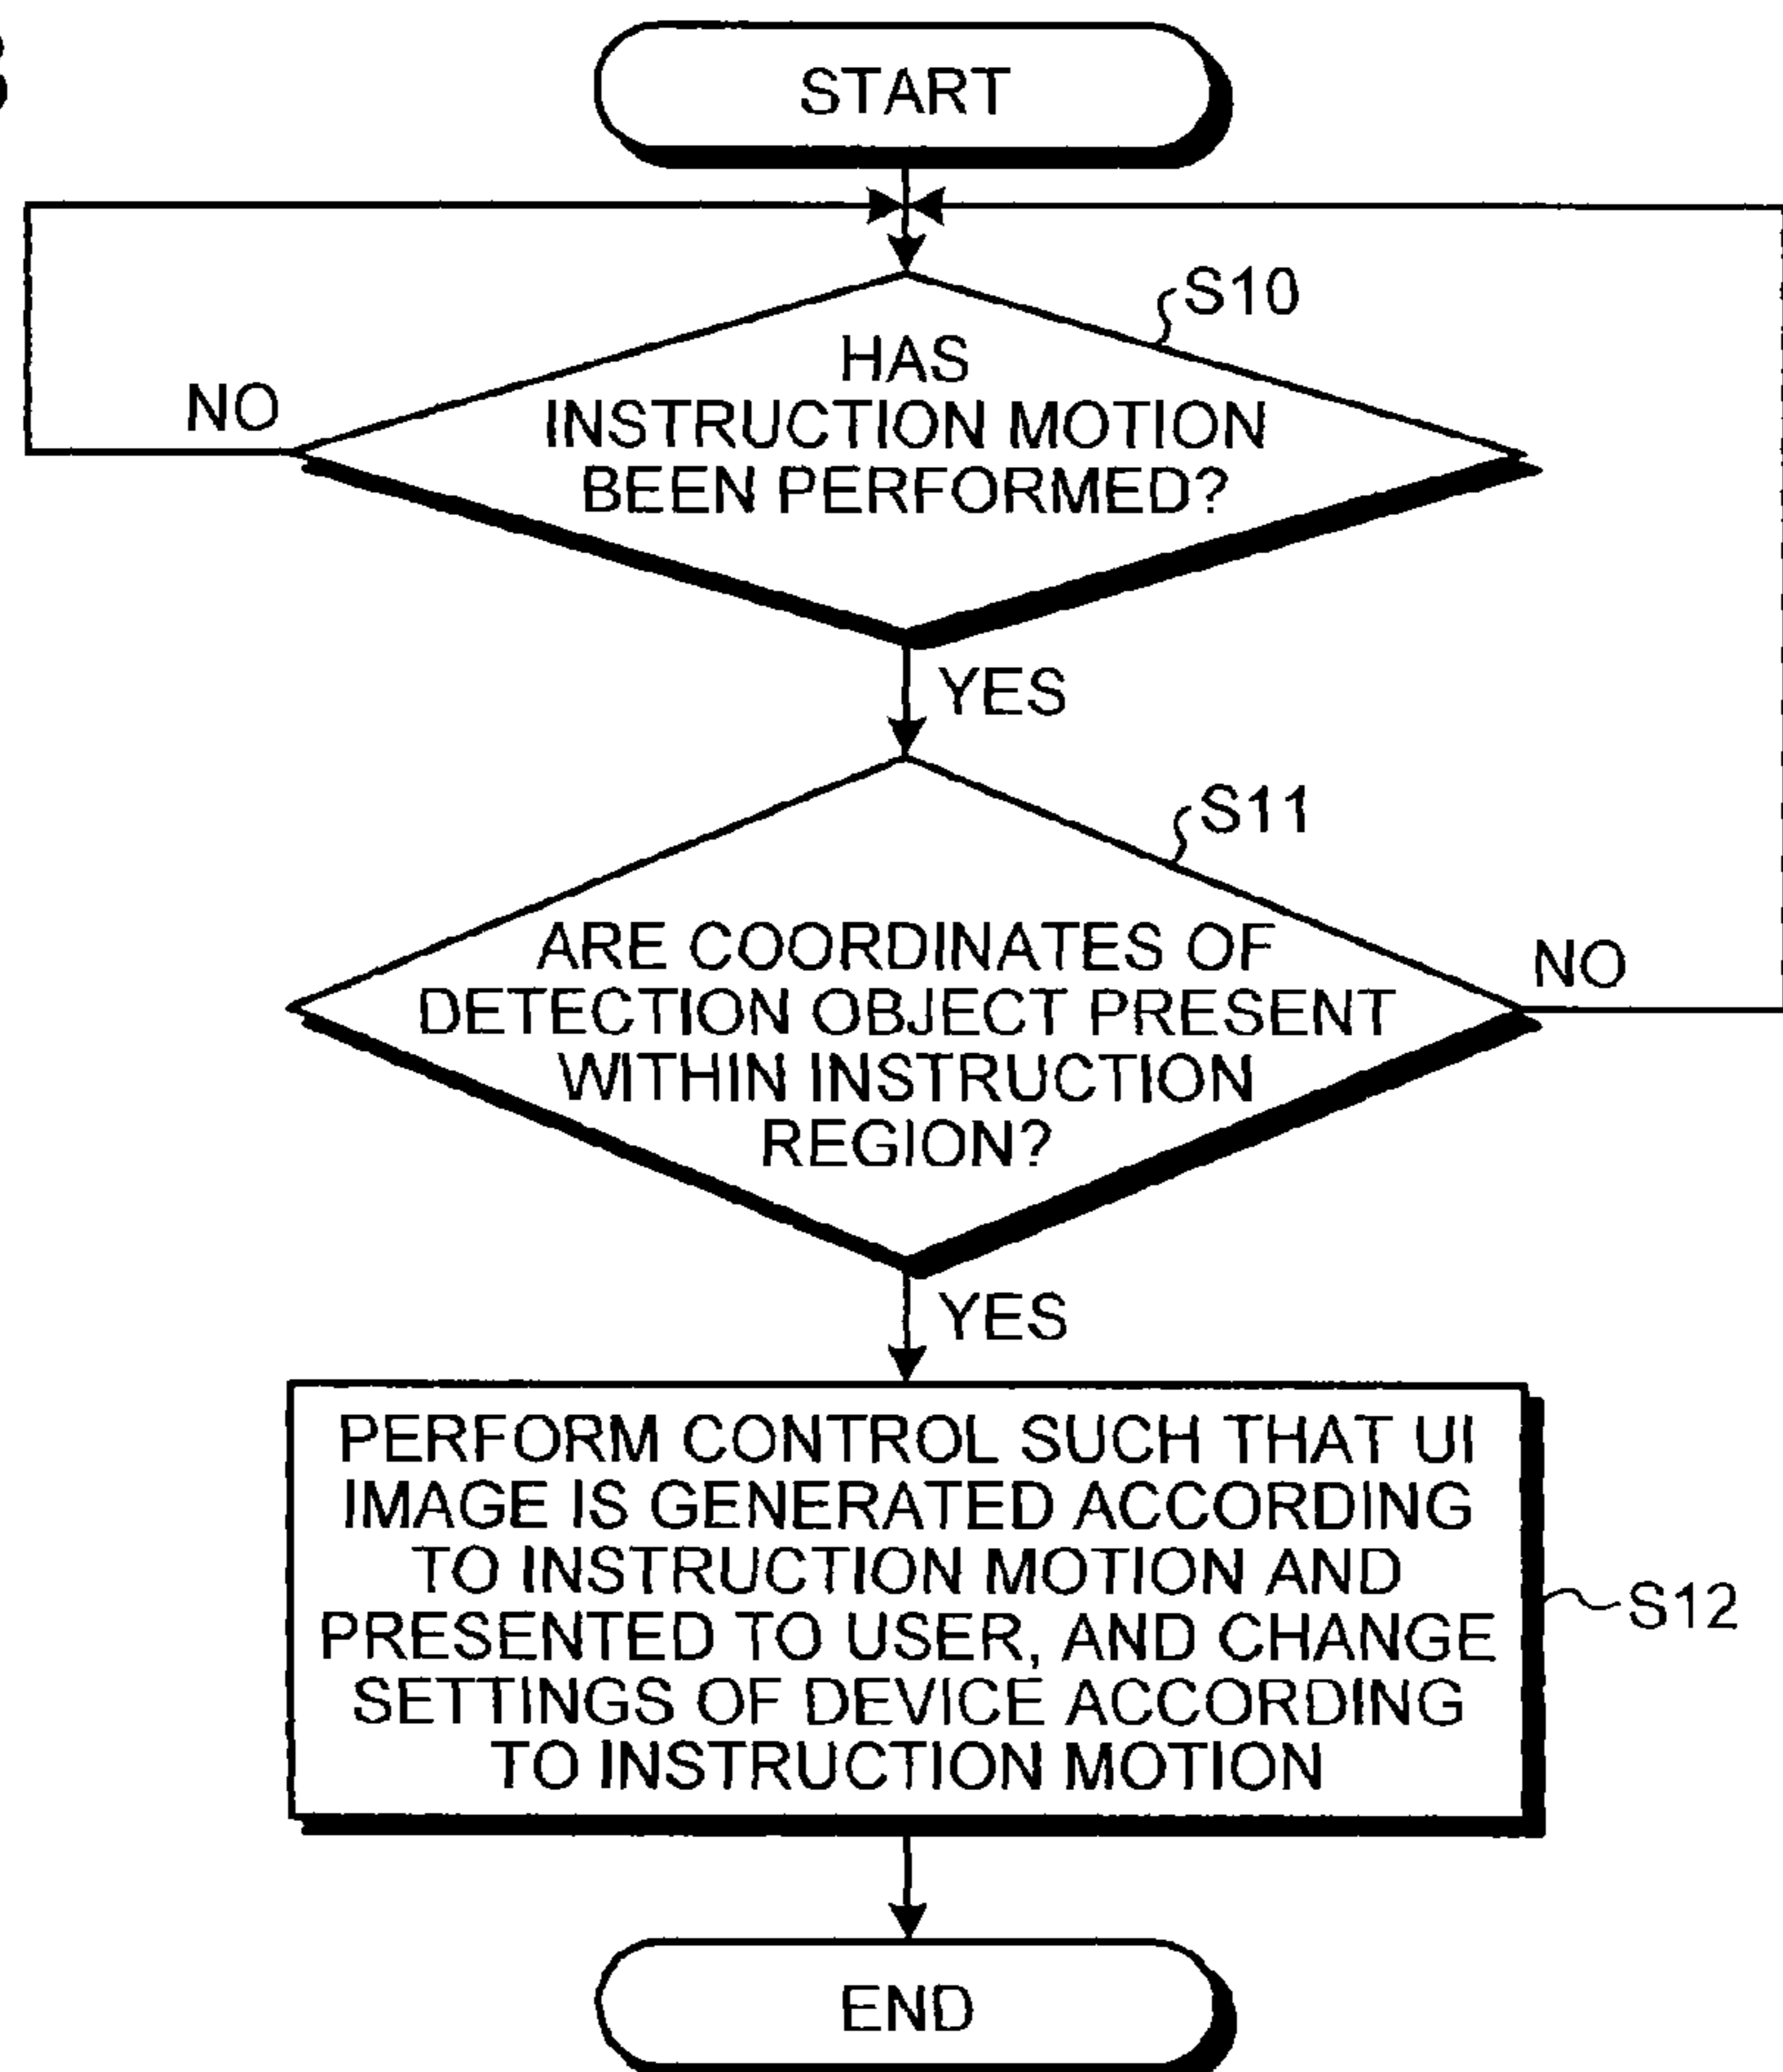 START
S10
HAS
INSTRUCTION MOTION
BEEN PERFORMED?
NO
YES
S11
ARE COORDINATES OF
DETECTION OBJECT PRESENT
WITHIN INSTRUCTION
REGION?
NO
YES
PERFORM CONTROL SUCH THAT UI
IMAGE IS GENERATED ACCORDING
TO INSTRUCTION MOTION AND
PRESENTED TO USER, AND CHANGE
SETTINGS OF DEVICE ACCORDING
TO INSTRUCTION MOTION
S12
END